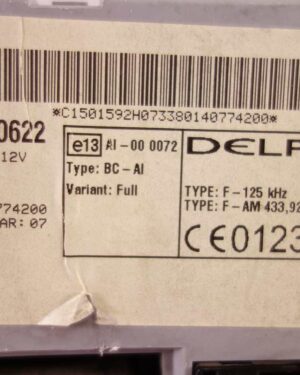 *C1501592H073380140774200*
0622
12V
e13 AI-00 0072
Type: BC-AI
Variant: Full
774200
AR: 07
DEL
TYPE: F-125 kHz
TYPE: F-AM 433,92
CE0123